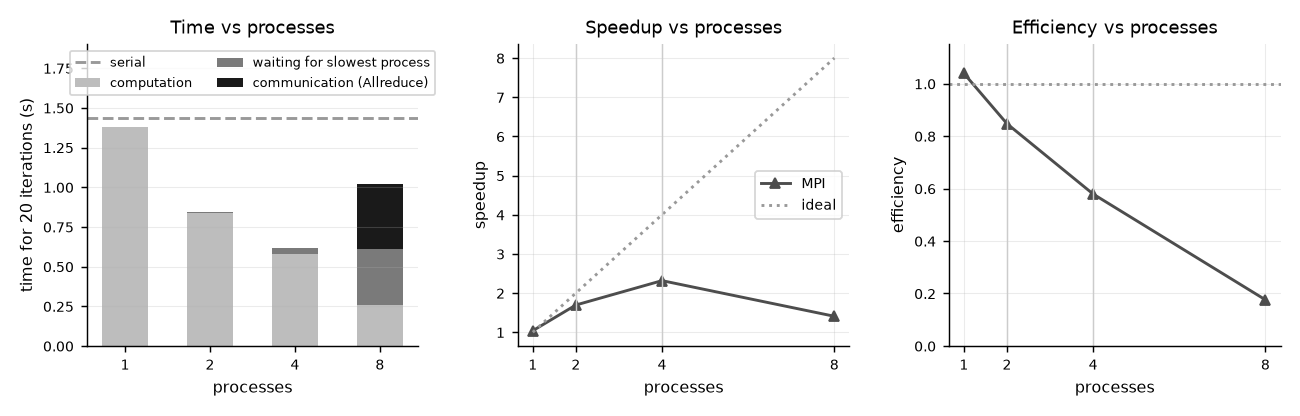 Time vs processes
time for 20 iterations (s)
1.75
1.50
1.25
1.00
0.75
0.50
0.25
0.00
serial
computation
waiting for slowest process
communication (Allreduce)
1 2 4 8
processes
Speedup vs processes
speedup
8
7
6
5
4
3
2
1
MPI
ideal
1 2 4 8
processes
Efficiency vs processes
efficiency
1.0
0.8
0.6
0.4
0.2
0.0
1 2 4 8
processes